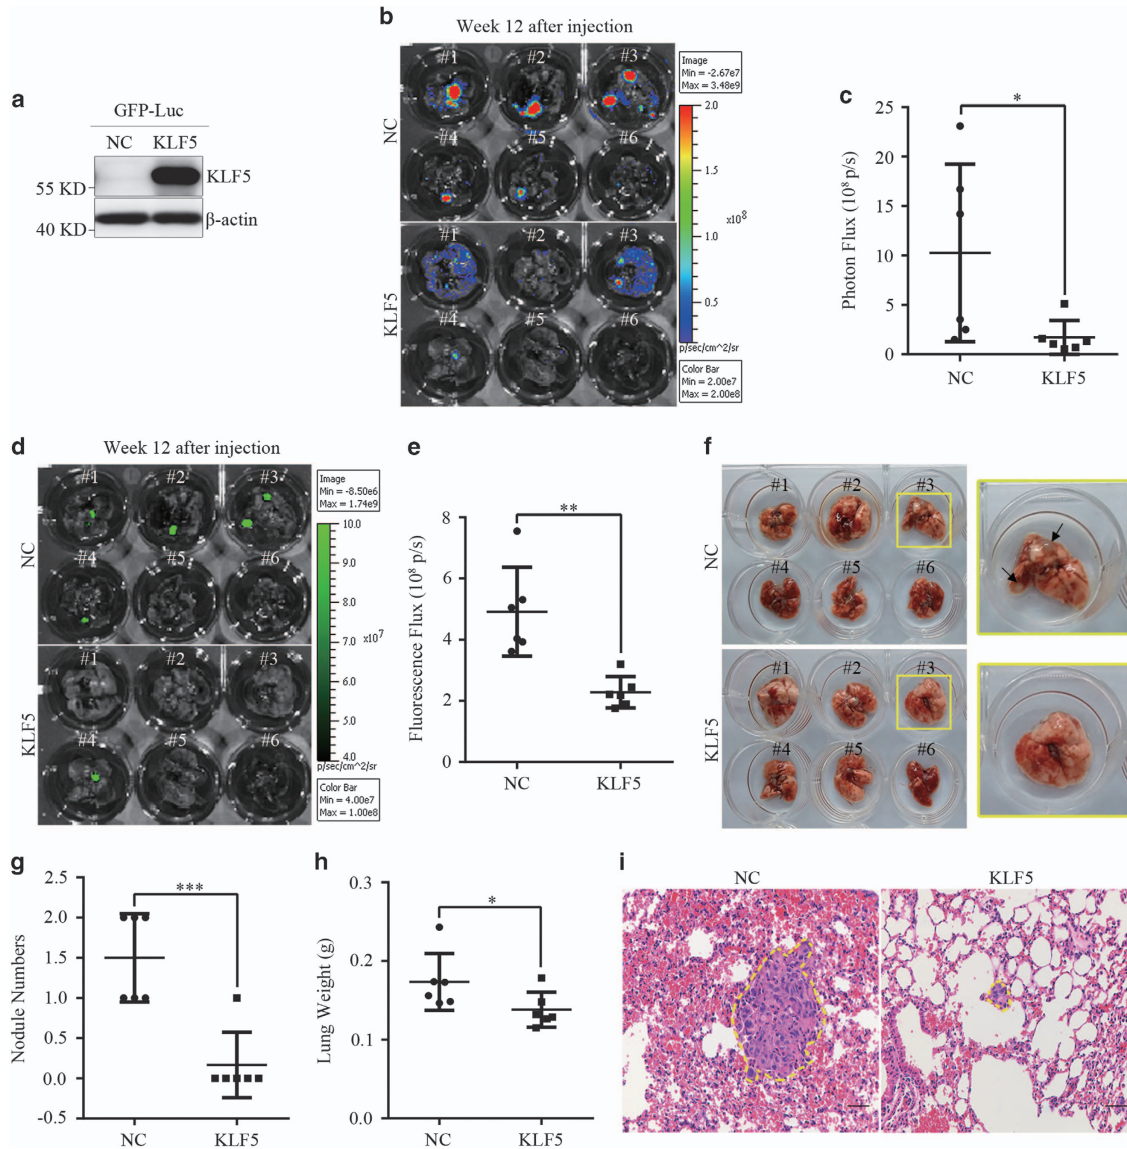 a
GFP-Luc
NC KLF5
KLF5
55 KD
β-actin
40 KD
b
Week 12 after injection
NC
#1 #2 #3
#4 #5 #6
KLF5
#1 #2 #3
#4 #5 #6
Image
Min = -2.67e7
Max = 3.48e9
2.0
1.5
x10⁸
1.0
0.5
p/sec/cm^2/sr
Color Bar
Min = 2.00e7
Max = 2.00e8
c
Photon Flux (10⁸ p/s)
25
20
15
10
5
0
*
NC KLF5
d
Week 12 after injection
NC
#1 #2 #3
#4 #5 #6
KLF5
#1 #2 #3
#4 #5 #6
Image
Min = -8.50e6
Max = 1.74e9
10.0
9.0
8.0
7.0 x10⁷
6.0
5.0
4.0
p/sec/cm^2/sr
Color Bar
Min = 4.00e7
Max = 1.00e8
e
Fluorescence Flux (10⁸ p/s)
8
6
4
2
0
**
NC KLF5
f
NC
#1 #2 #3
#4 #5 #6
KLF5
#1 #2 #3
#4 #5 #6
g
Nodule Numbers
2.5
2.0
1.5
1.0
0.5
0.0
-0.5
***
NC KLF5
h
Lung Weight (g)
0.3
0.2
0.1
0.0
*
NC KLF5
i
NC KLF5